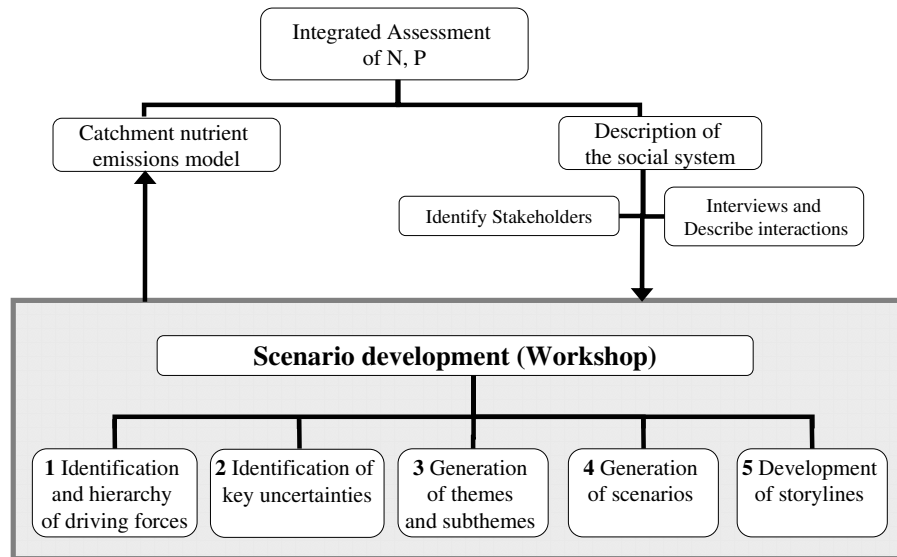 Integrated Assessment
of N, P
Catchment nutrient
emissions model
Description of
the social system
Identify Stakeholders
Interviews and
Describe interactions
Scenario development (Workshop)
1 Identification
and hierarchy
of driving forces
2 Identification of
key uncertainties
3 Generation
of themes
and subthemes
4 Generation
of scenarios
5 Development
of storylines